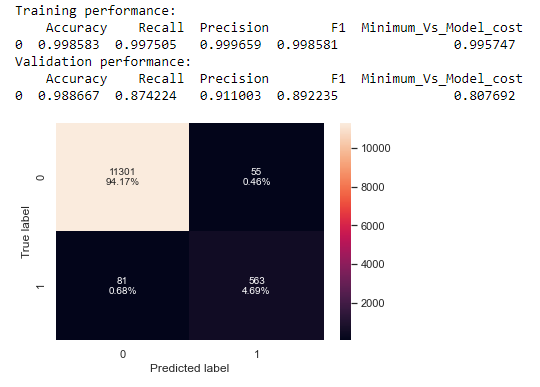 Training performance:
Accuracy Recall Precision F1 Minimum_Vs_Model_cost
0 0.998583 0.997505 0.999659 0.998581 0.995747
Validation performance:
Accuracy Recall Precision F1 Minimum_Vs_Model_cost
0 0.988667 0.874224 0.911003 0.892235 0.807692
11301
94.17%
55
0.46%
81
0.68%
563
4.69%
0
1
True label
0
1
Predicted label
10000
8000
6000
4000
2000